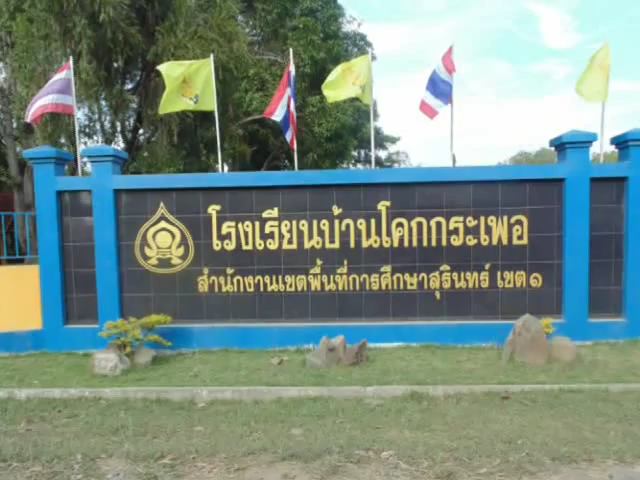 โรงเรียนบ้านโคกกระเพอ
สำนักงานเขตพื้นที่การศึกษาสุรินทร์ เขต ๑